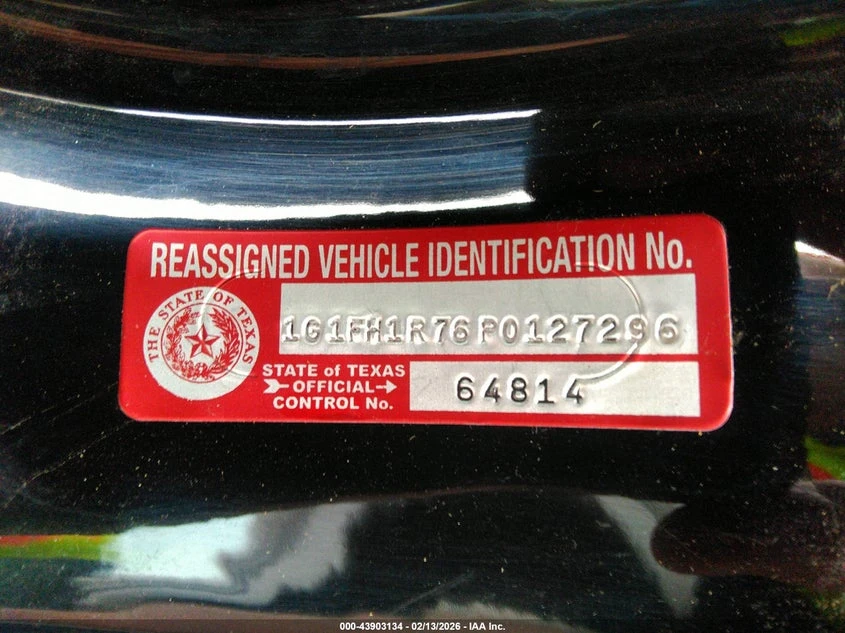 REASSIGNED VEHICLE IDENTIFICATION No.
THE STATE OF TEXAS
1G1FH1R76P0127296
STATE of TEXAS
OFFICIAL
CONTROL No.
64814
000-43903134 - 02/13/2026 - IAA Inc.